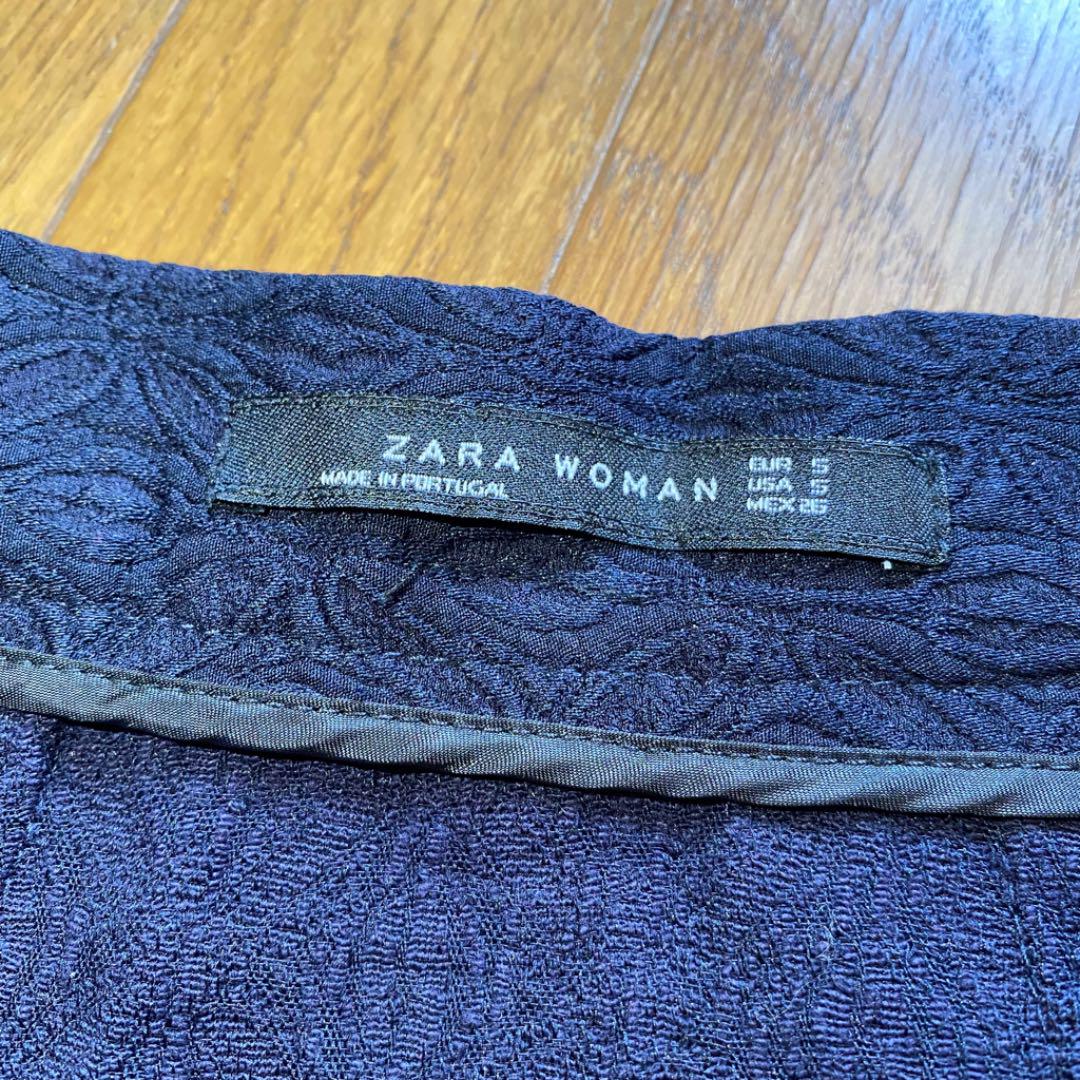 ZARA WOMAN
MADE IN PORTUGAL
EUR S
USA S
MEX 26